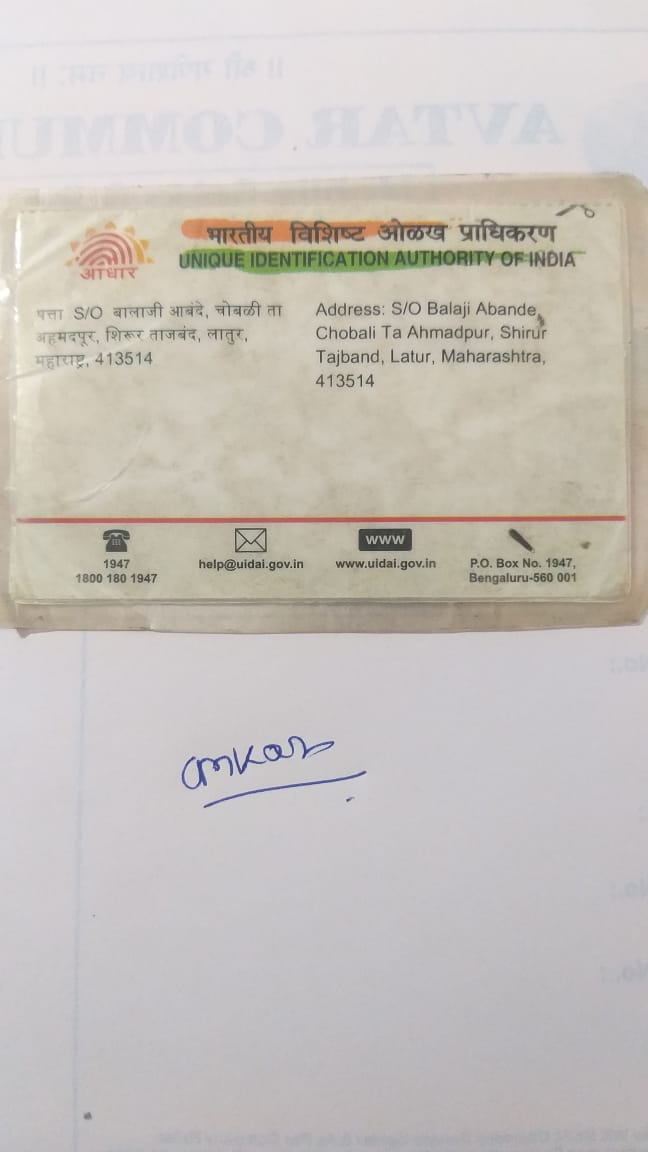 || श्री गणेशाय नमः ||
AVTAR COMMU
भारतीय विशिष्ट ओळख प्राधिकरण
आधार
UNIQUE IDENTIFICATION AUTHORITY OF INDIA
पत्ता S/O बालाजी आबंदे, चोबळी ता
अहमदपूर, शिरूर ताजबंद, लातुर,
महाराष्ट्र, 413514
Address: S/O Balaji Abande,
Chobali Ta Ahmadpur, Shirur
Tajband, Latur, Maharashtra,
413514
1947
1800 180 1947
help@uidai.gov.in
www
www.uidai.gov.in
P.O. Box No. 1947,
Bengaluru-560 001
omkar